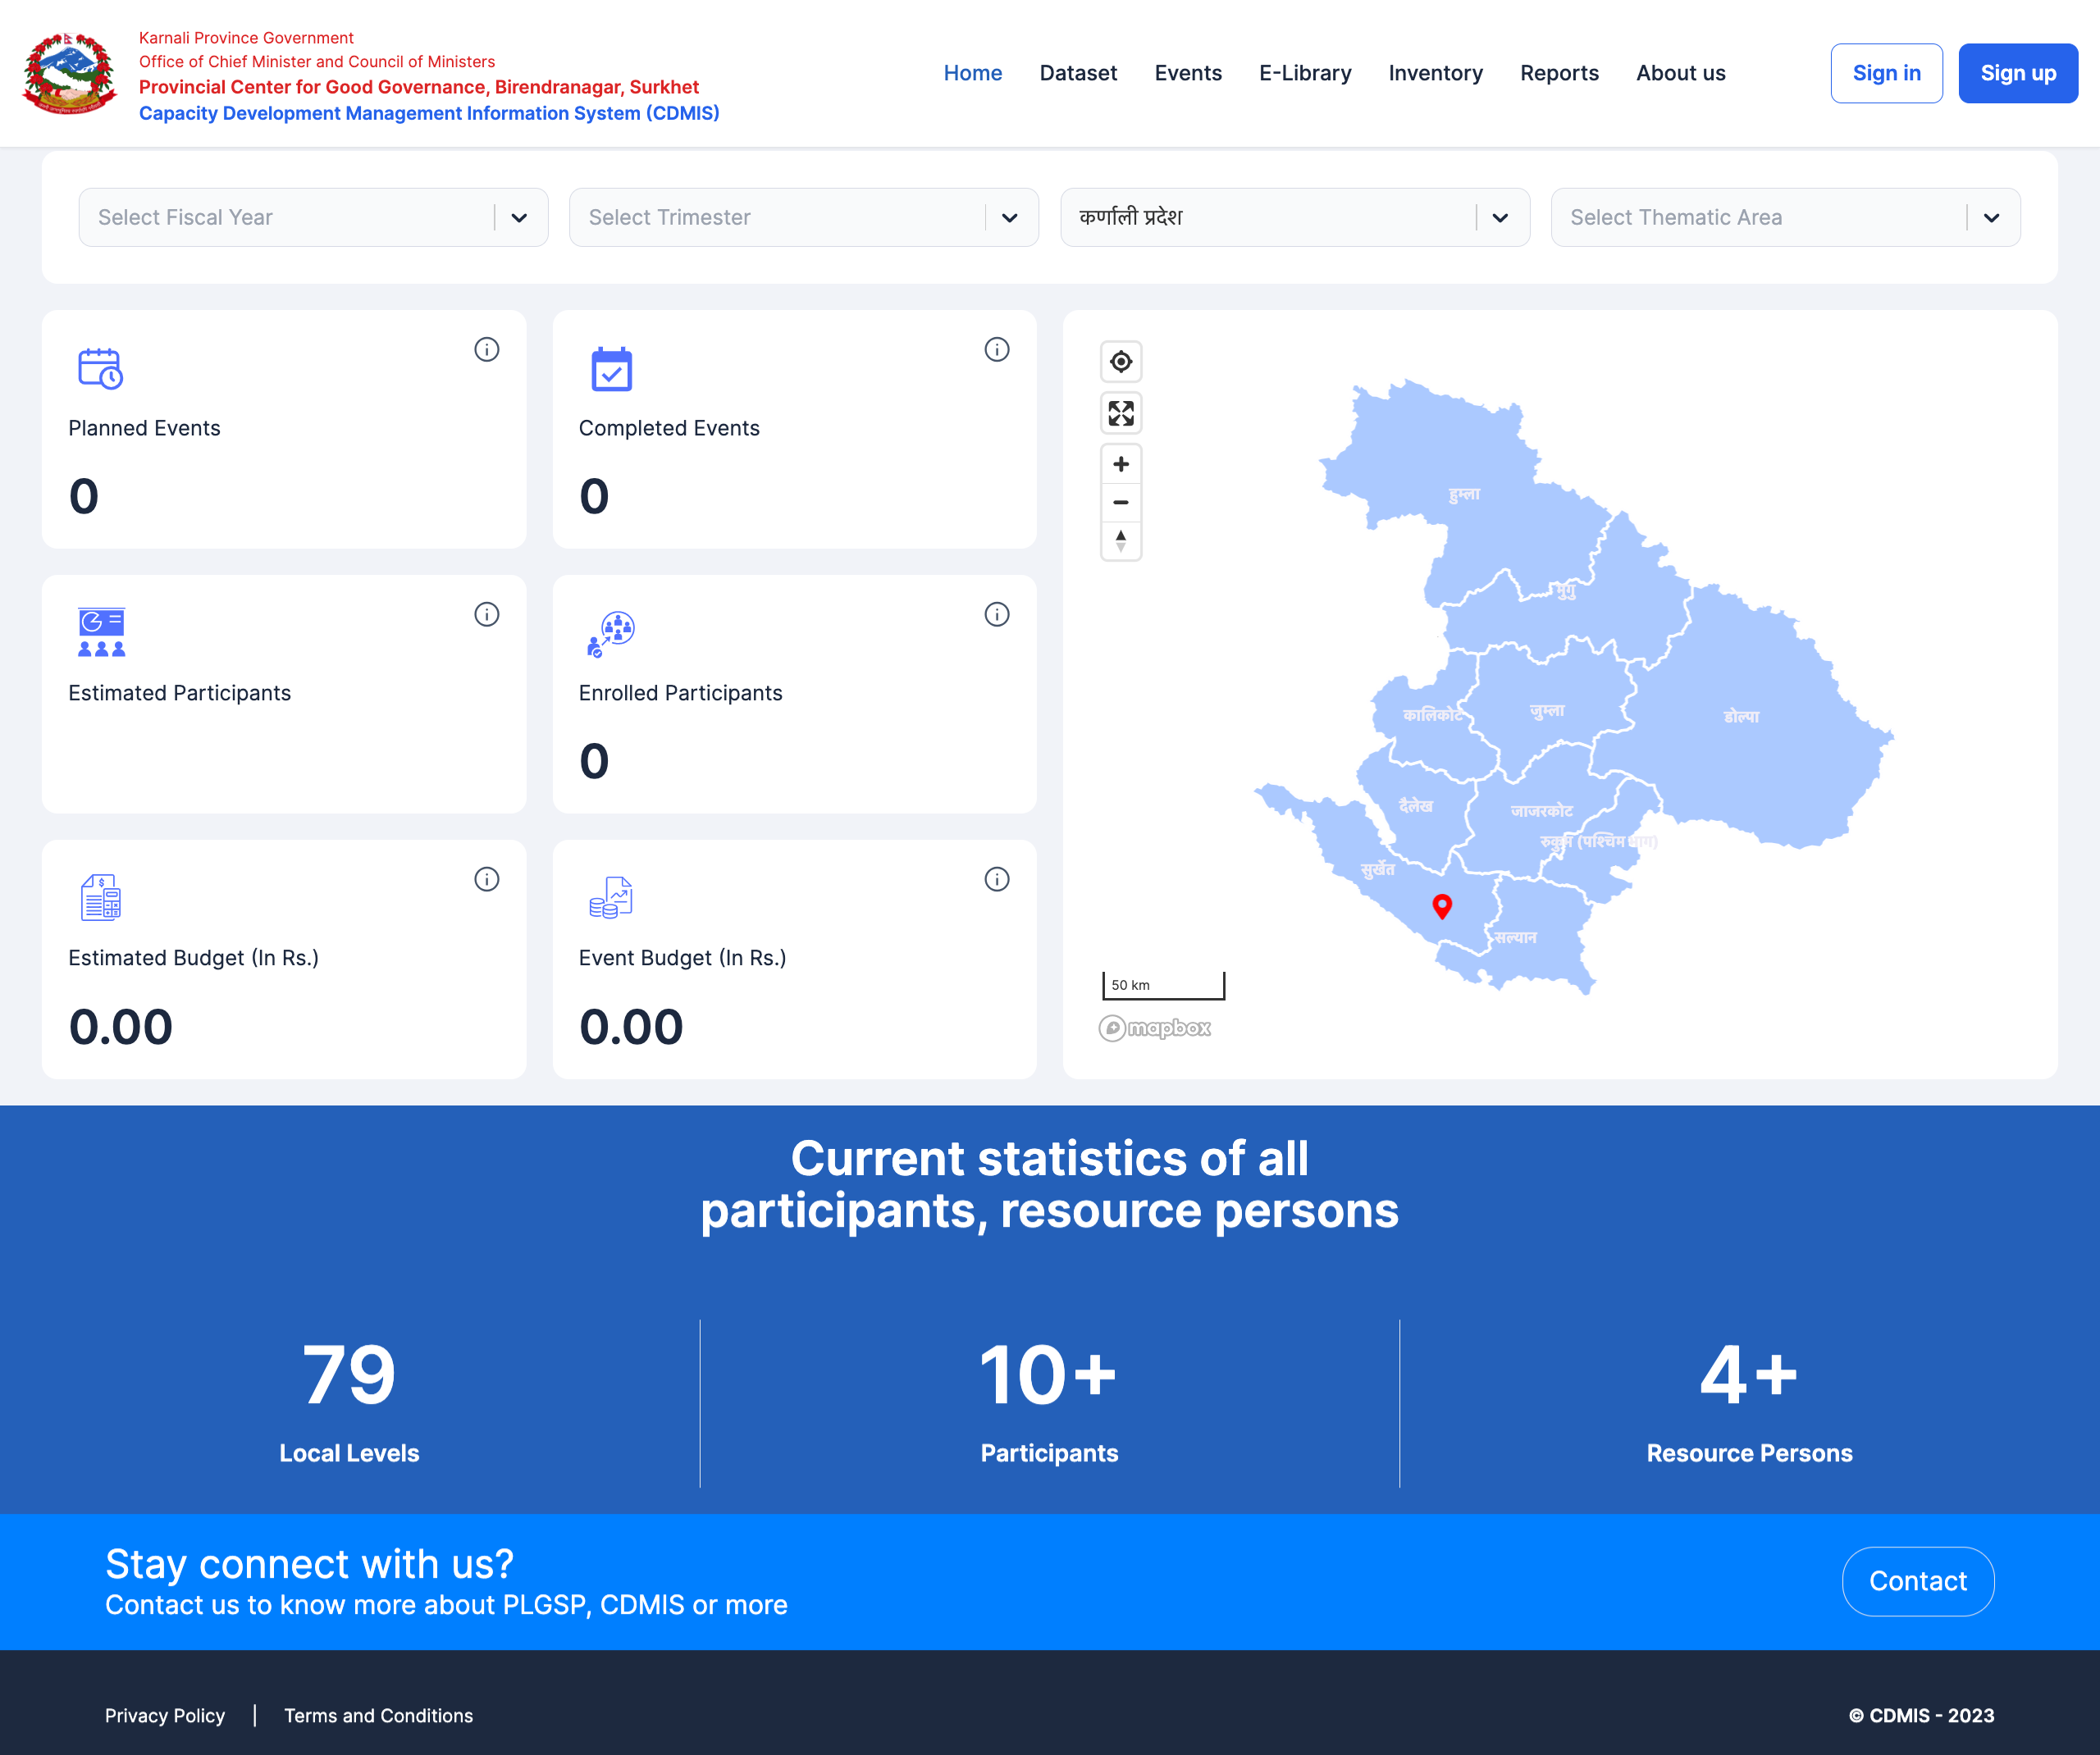 Karnali Province Government
Office of Chief Minister and Council of Ministers
Provincial Center for Good Governance, Birendranagar, Surkhet
Capacity Development Management Information System (CDMIS)
Home Dataset Events E-Library Inventory Reports About us Sign in Sign up
Select Fiscal Year Select Trimester कर्णाली प्रदेश Select Thematic Area
Planned Events
0
Completed Events
0
Estimated Participants
Enrolled Participants
0
Estimated Budget (In Rs.)
0.00
Event Budget (In Rs.)
0.00
हुम्ला
मुगु
कालिकोट
जुम्ला
डोल्पा
दैलेख
जाजरकोट
रुकुम (पश्चिम भाग)
सुर्खेत
सल्यान
50 km
mapbox
Current statistics of all
participants, resource persons
79
Local Levels
10+
Participants
4+
Resource Persons
Stay connect with us?
Contact us to know more about PLGSP, CDMIS or more
Contact
Privacy Policy | Terms and Conditions
© CDMIS - 2023